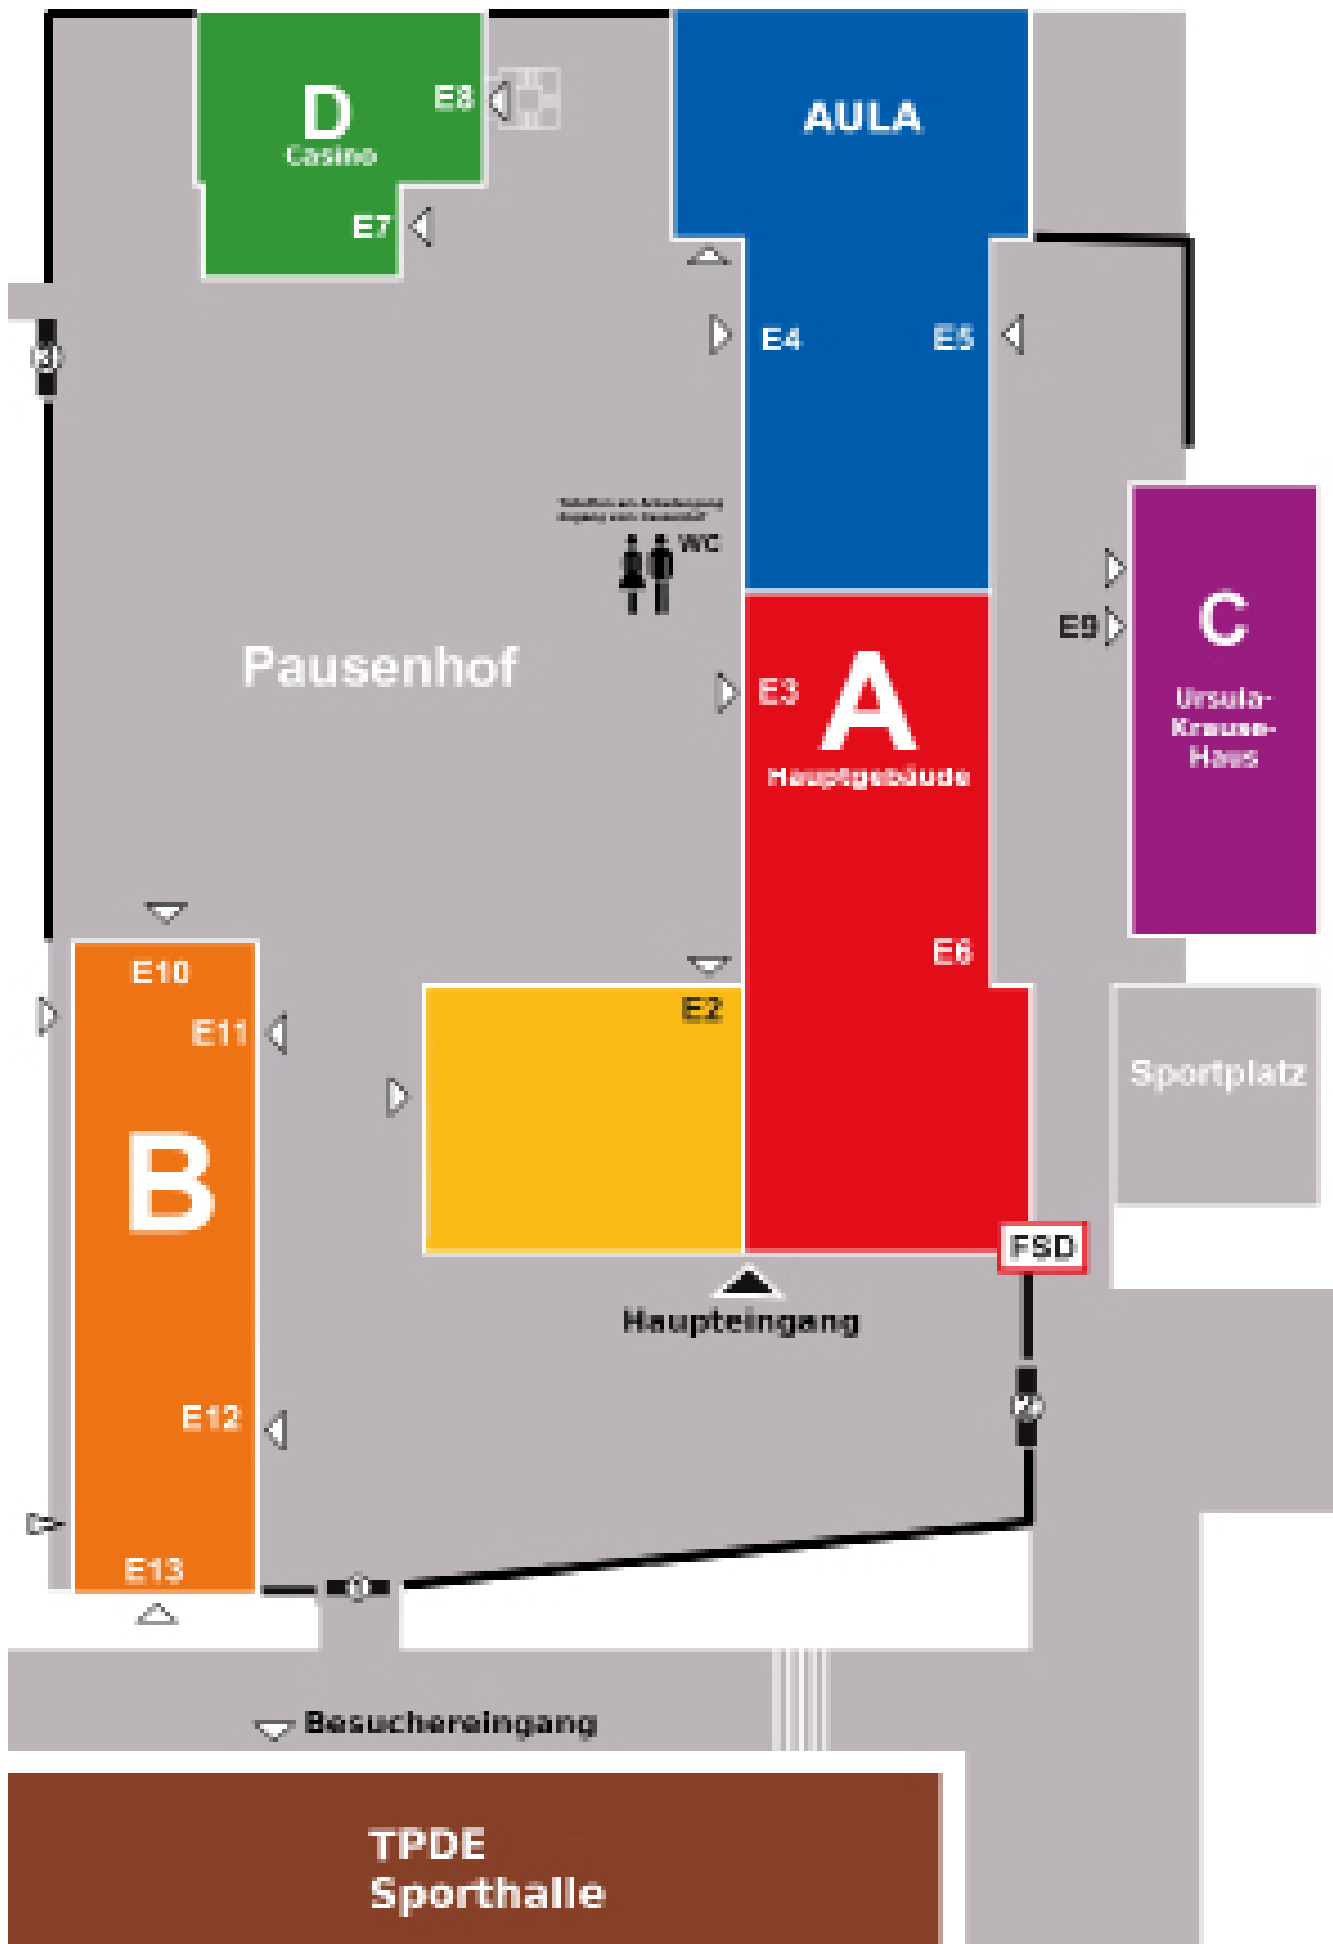 D
Casino
E8
E7
AULA
E4
E5
WC
Pausenhof
E3
A
Hauptgebäude
E9
C
Ursula-
Krause-
Haus
E6
E10
E11
E2
B
Sportplatz
FSD
Haupteingang
E12
E13
1
Besuchereingang
TPDE
Sporthalle